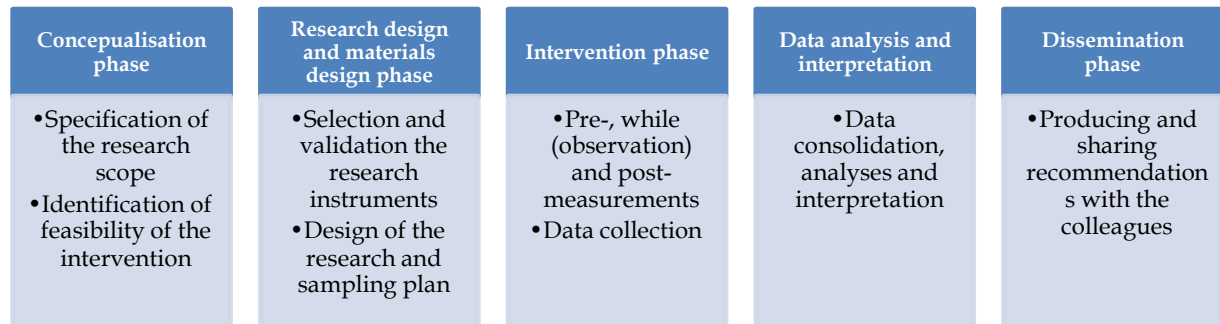 Concepualisation
phase
•Specification of
the research
scope
•Identification of
feasibility of the
intervention
Research design
and materials
design phase
•Selection and
validation the
research
instruments
•Design of the
research and
sampling plan
Intervention phase
•Pre-, while
(observation)
and post-
measurements
•Data collection
Data analysis and
interpretation
•Data
consolidation,
analyses and
interpretation
Dissemination
phase
•Producing and
sharing
recommendation
s with the
colleagues